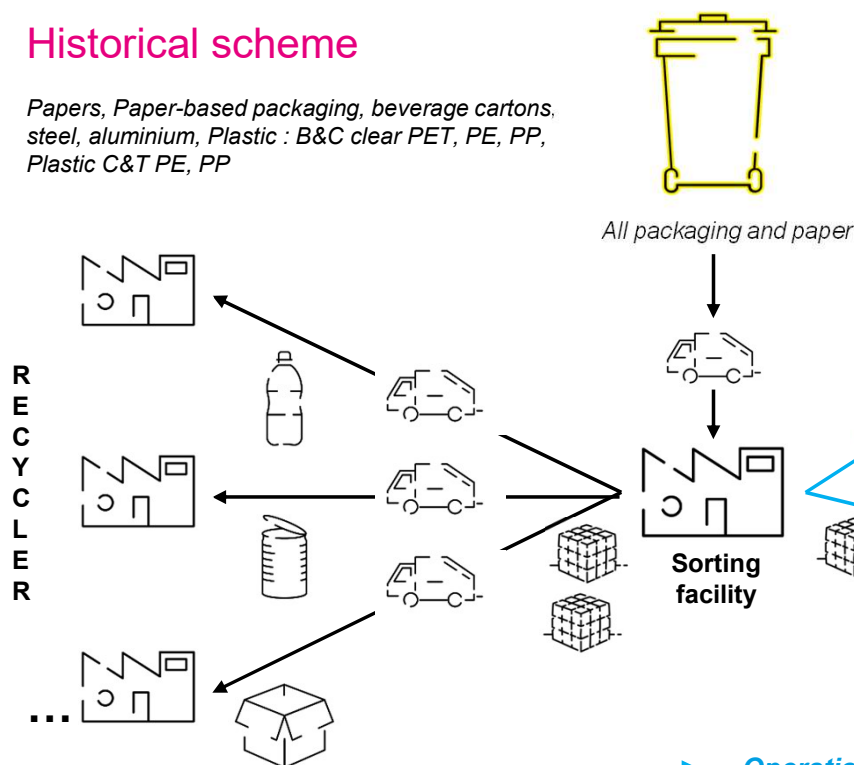 Historical scheme
Papers, Paper-based packaging, beverage cartons,
steel, aluminium, Plastic : B&C clear PET, PE, PP,
Plastic C&T PE, PP
All packaging and paper
RECYCLER
Sorting
facility
...